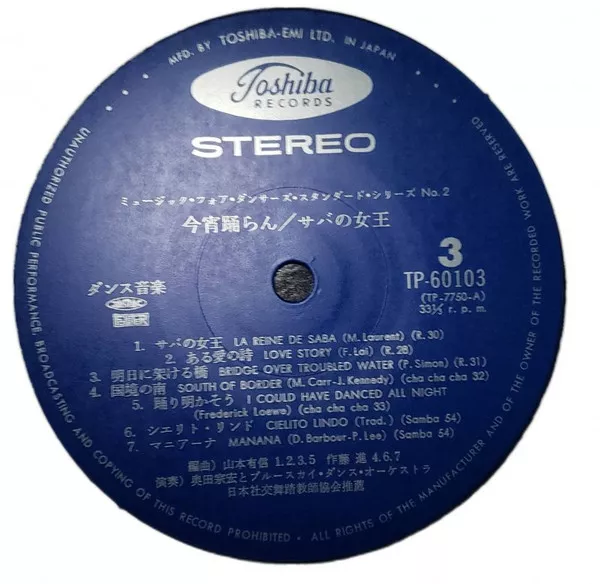 MFD. BY TOSHIBA-EMI LTD. IN JAPAN
Toshiba
RECORDS
STEREO
ミュージック・フォア・ダンサーズ・スタンダード・シリーズ No.2
今宵踊らん/サバの女王
3
ダンス音楽
TP-60103
(TP-7750-A)
33⅓ r. p. m.
1. サバの女王 LA REINE DE SABA (M. Laurent) (R. 30)
2. ある愛の詩 LOVE STORY (F. Lai) (R. 28)
3. 明日に架ける橋 BRIDGE OVER TROUBLED WATER (P. Simon) (R. 31)
4. 国境の南 SOUTH OF BORDER (M. Carr-J. Kennedy) (cha cha cha 32)
5. 踊り明かそう I COULD HAVE DANCED ALL NIGHT
(Frederick Loewe) (cha cha cha 33)
6. シエリト・リンド CIELITO LINDO (Trad.) (Samba 54)
7. マニアーナ MANANA (D. Barbour-P. Lee) (Samba 54)
編曲) 山本有信 1.2.3.5 作藤 進 4.6.7
演奏) 奥田宗宏とブルースカイ・ダンス・オーケストラ
日本社交舞踏教師協会推薦
UNAUTHORIZED PUBLIC PERFORMANCE, BROADCASTING AND COPYING OF THIS RECORD PROHIBITED • ALL RIGHTS OF THE MANUFACTURER AND OF THE OWNER OF THE RECORDED WORK ARE RESERVED